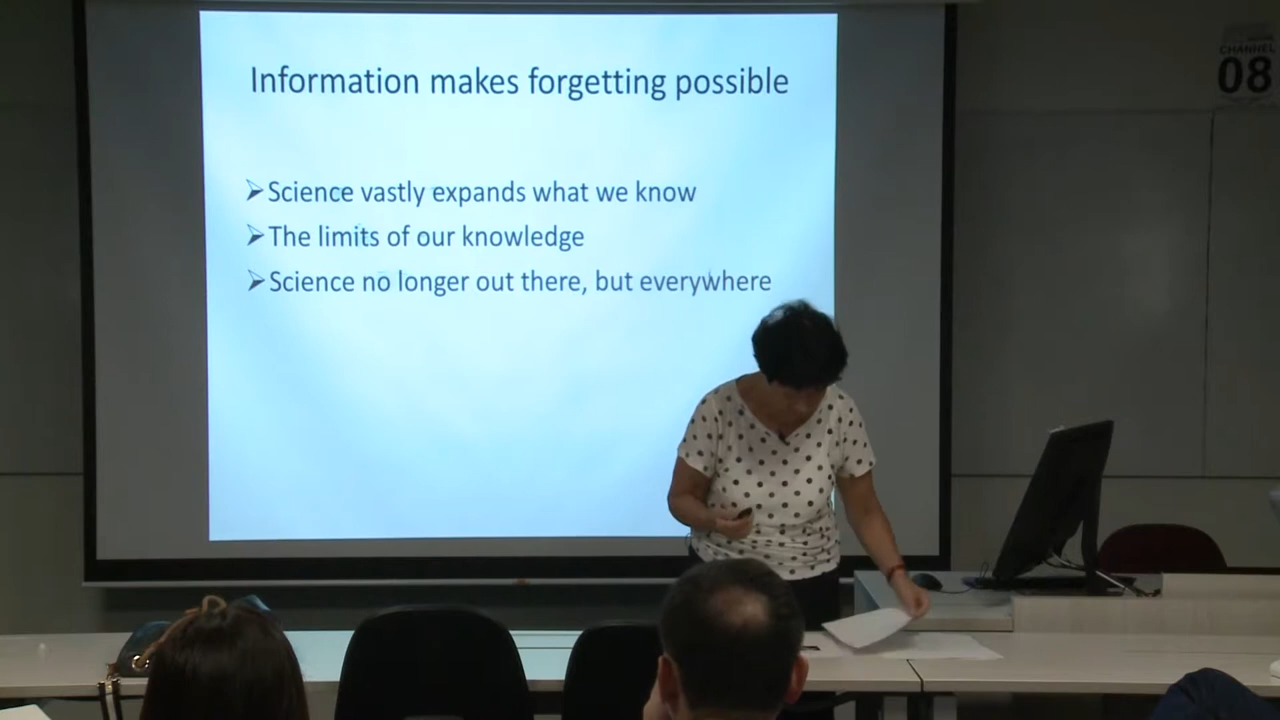 Information makes forgetting possible
Science vastly expands what we know
The limits of our knowledge
Science no longer out there, but everywhere
CHANNEL
08